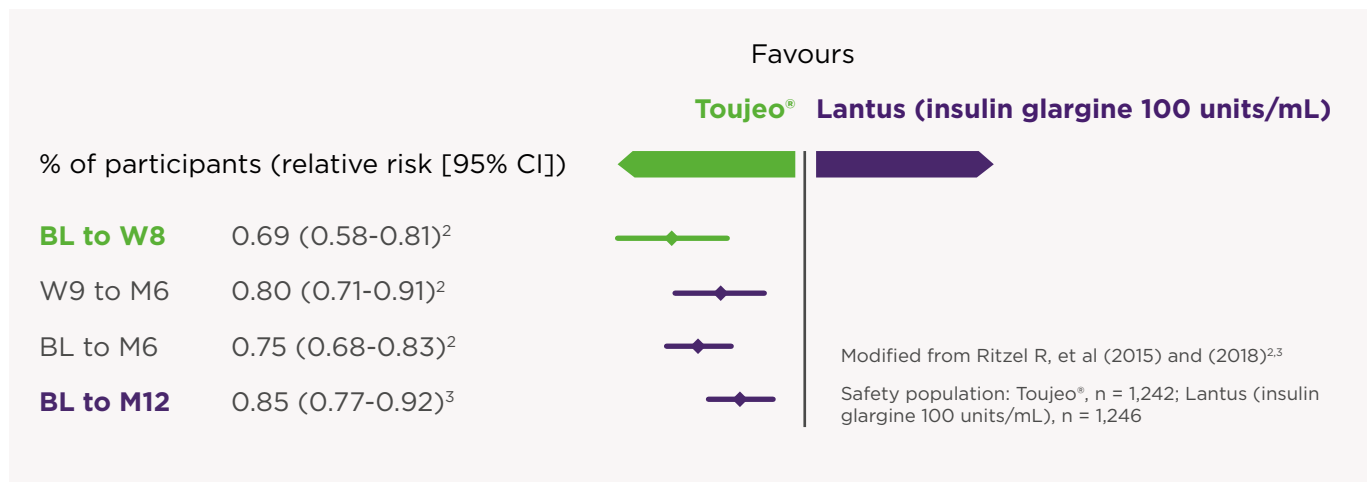 Favours
Toujeo® Lantus (insulin glargine 100 units/mL)
% of participants (relative risk [95% CI])
BL to W8 0.69 (0.58-0.81)²
W9 to M6 0.80 (0.71-0.91)²
BL to M6 0.75 (0.68-0.83)²
BL to M12 0.85 (0.77-0.92)³
Modified from Ritzel R, et al (2015) and (2018)²,³
Safety population: Toujeo®, n = 1,242; Lantus (insulin
glargine 100 units/mL), n = 1,246